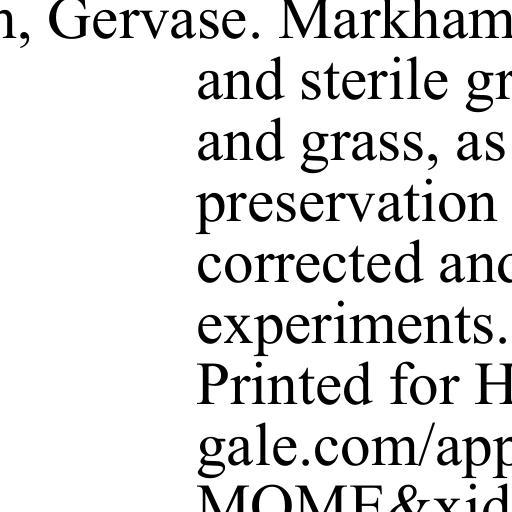 , Gervase. Markham
and sterile gr
and grass, as
preservation
corrected and
experiments.
Printed for H
gale.com/app
MOME&xid